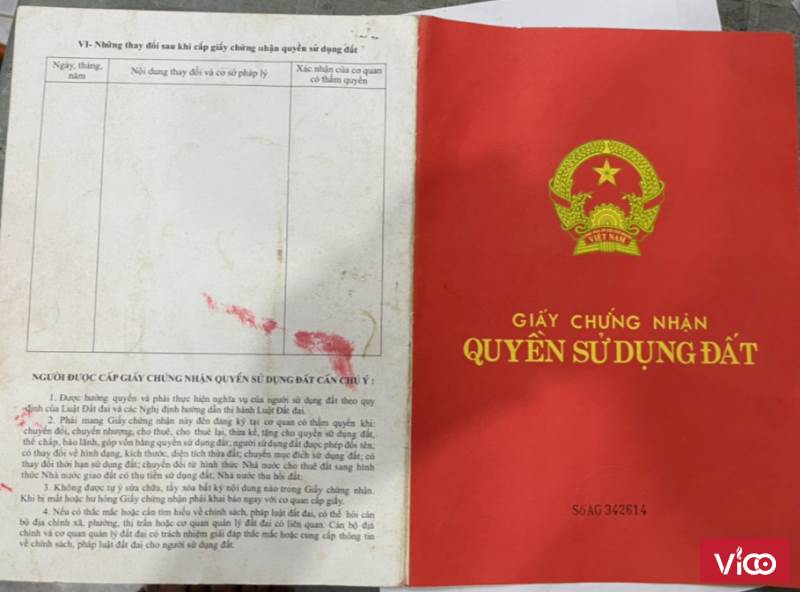 VI- Những thay đổi sau khi cấp giấy chứng nhận quyền sử dụng đất
Ngày, tháng,
năm
Nội dung thay đổi và cơ sở pháp lý
Xác nhận của cơ quan
có thẩm quyền
NGƯỜI ĐƯỢC CẤP GIẤY CHỨNG NHẬN QUYỀN SỬ DỤNG ĐẤT CẦN CHÚ Ý :
1. Được hưởng quyền và phải thực hiện nghĩa vụ của người sử dụng đất theo quy
định của Luật Đất đai và các Nghị định hướng dẫn thi hành Luật Đất đai.
2. Phải mang Giấy chứng nhận này đến đăng ký tại cơ quan có thẩm quyền khi:
chuyển đổi, chuyển nhượng, cho thuê, cho thuê lại, thừa kế, tặng cho quyền sử dụng đất,
thế chấp, bảo lãnh, góp vốn bằng quyền sử dụng đất; người sử dụng đất được phép đổi tên;
có thay đổi về hình dạng, kích thước, diện tích thửa đất; chuyển mục đích sử dụng đất; có
thay đổi thời hạn sử dụng đất; chuyển đổi từ hình thức Nhà nước cho thuê đất sang hình
thức Nhà nước giao đất có thu tiền sử dụng đất; Nhà nước thu hồi đất.
3. Không được tự ý sửa chữa, tẩy xóa bất kỳ nội dung nào trong Giấy chứng nhận.
Khi bị mất hoặc hư hỏng Giấy chứng nhận phải khai báo ngay với cơ quan cấp giấy.
4. Nếu có thắc mắc hoặc cần tìm hiểu về chính sách, pháp luật đất đai, có thể hỏi cán
bộ địa chính xã, phường, thị trấn hoặc cơ quan quản lý đất đai có liên quan. Cán bộ địa
chính và cơ quan quản lý đất đai có trách nhiệm giải đáp thắc mắc hoặc cung cấp thông tin
về chính sách, pháp luật đất đai cho người sử dụng đất.
VIỆT NAM
GIẤY CHỨNG NHẬN
QUYỀN SỬ DỤNG ĐẤT
Số AG 342614
Vico